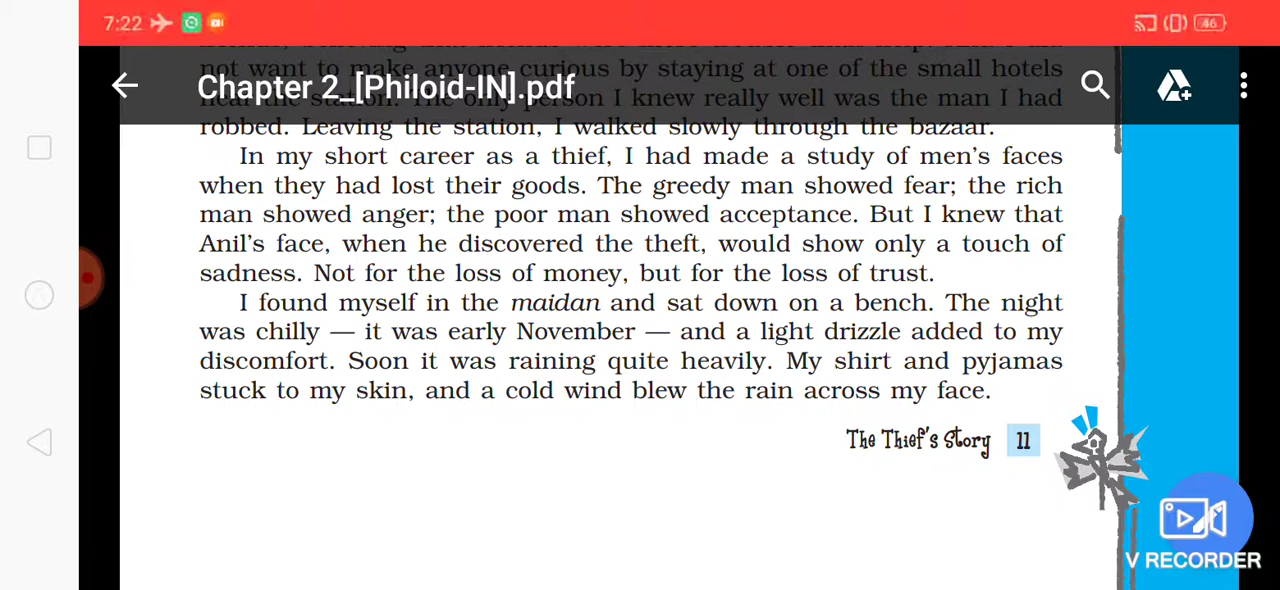 7:22
46
Chapter 2_[Philoid-IN].pdf
not want to make anyone curious by staying at one of the small hotels
near the station. The only person I knew really well was the man I had
robbed. Leaving the station, I walked slowly through the bazaar.
In my short career as a thief, I had made a study of men's faces
when they had lost their goods. The greedy man showed fear; the rich
man showed anger; the poor man showed acceptance. But I knew that
Anil's face, when he discovered the theft, would show only a touch of
sadness. Not for the loss of money, but for the loss of trust.
I found myself in the maidan and sat down on a bench. The night
was chilly — it was early November — and a light drizzle added to my
discomfort. Soon it was raining quite heavily. My shirt and pyjamas
stuck to my skin, and a cold wind blew the rain across my face.
The Thief's Story 11
V RECORDER